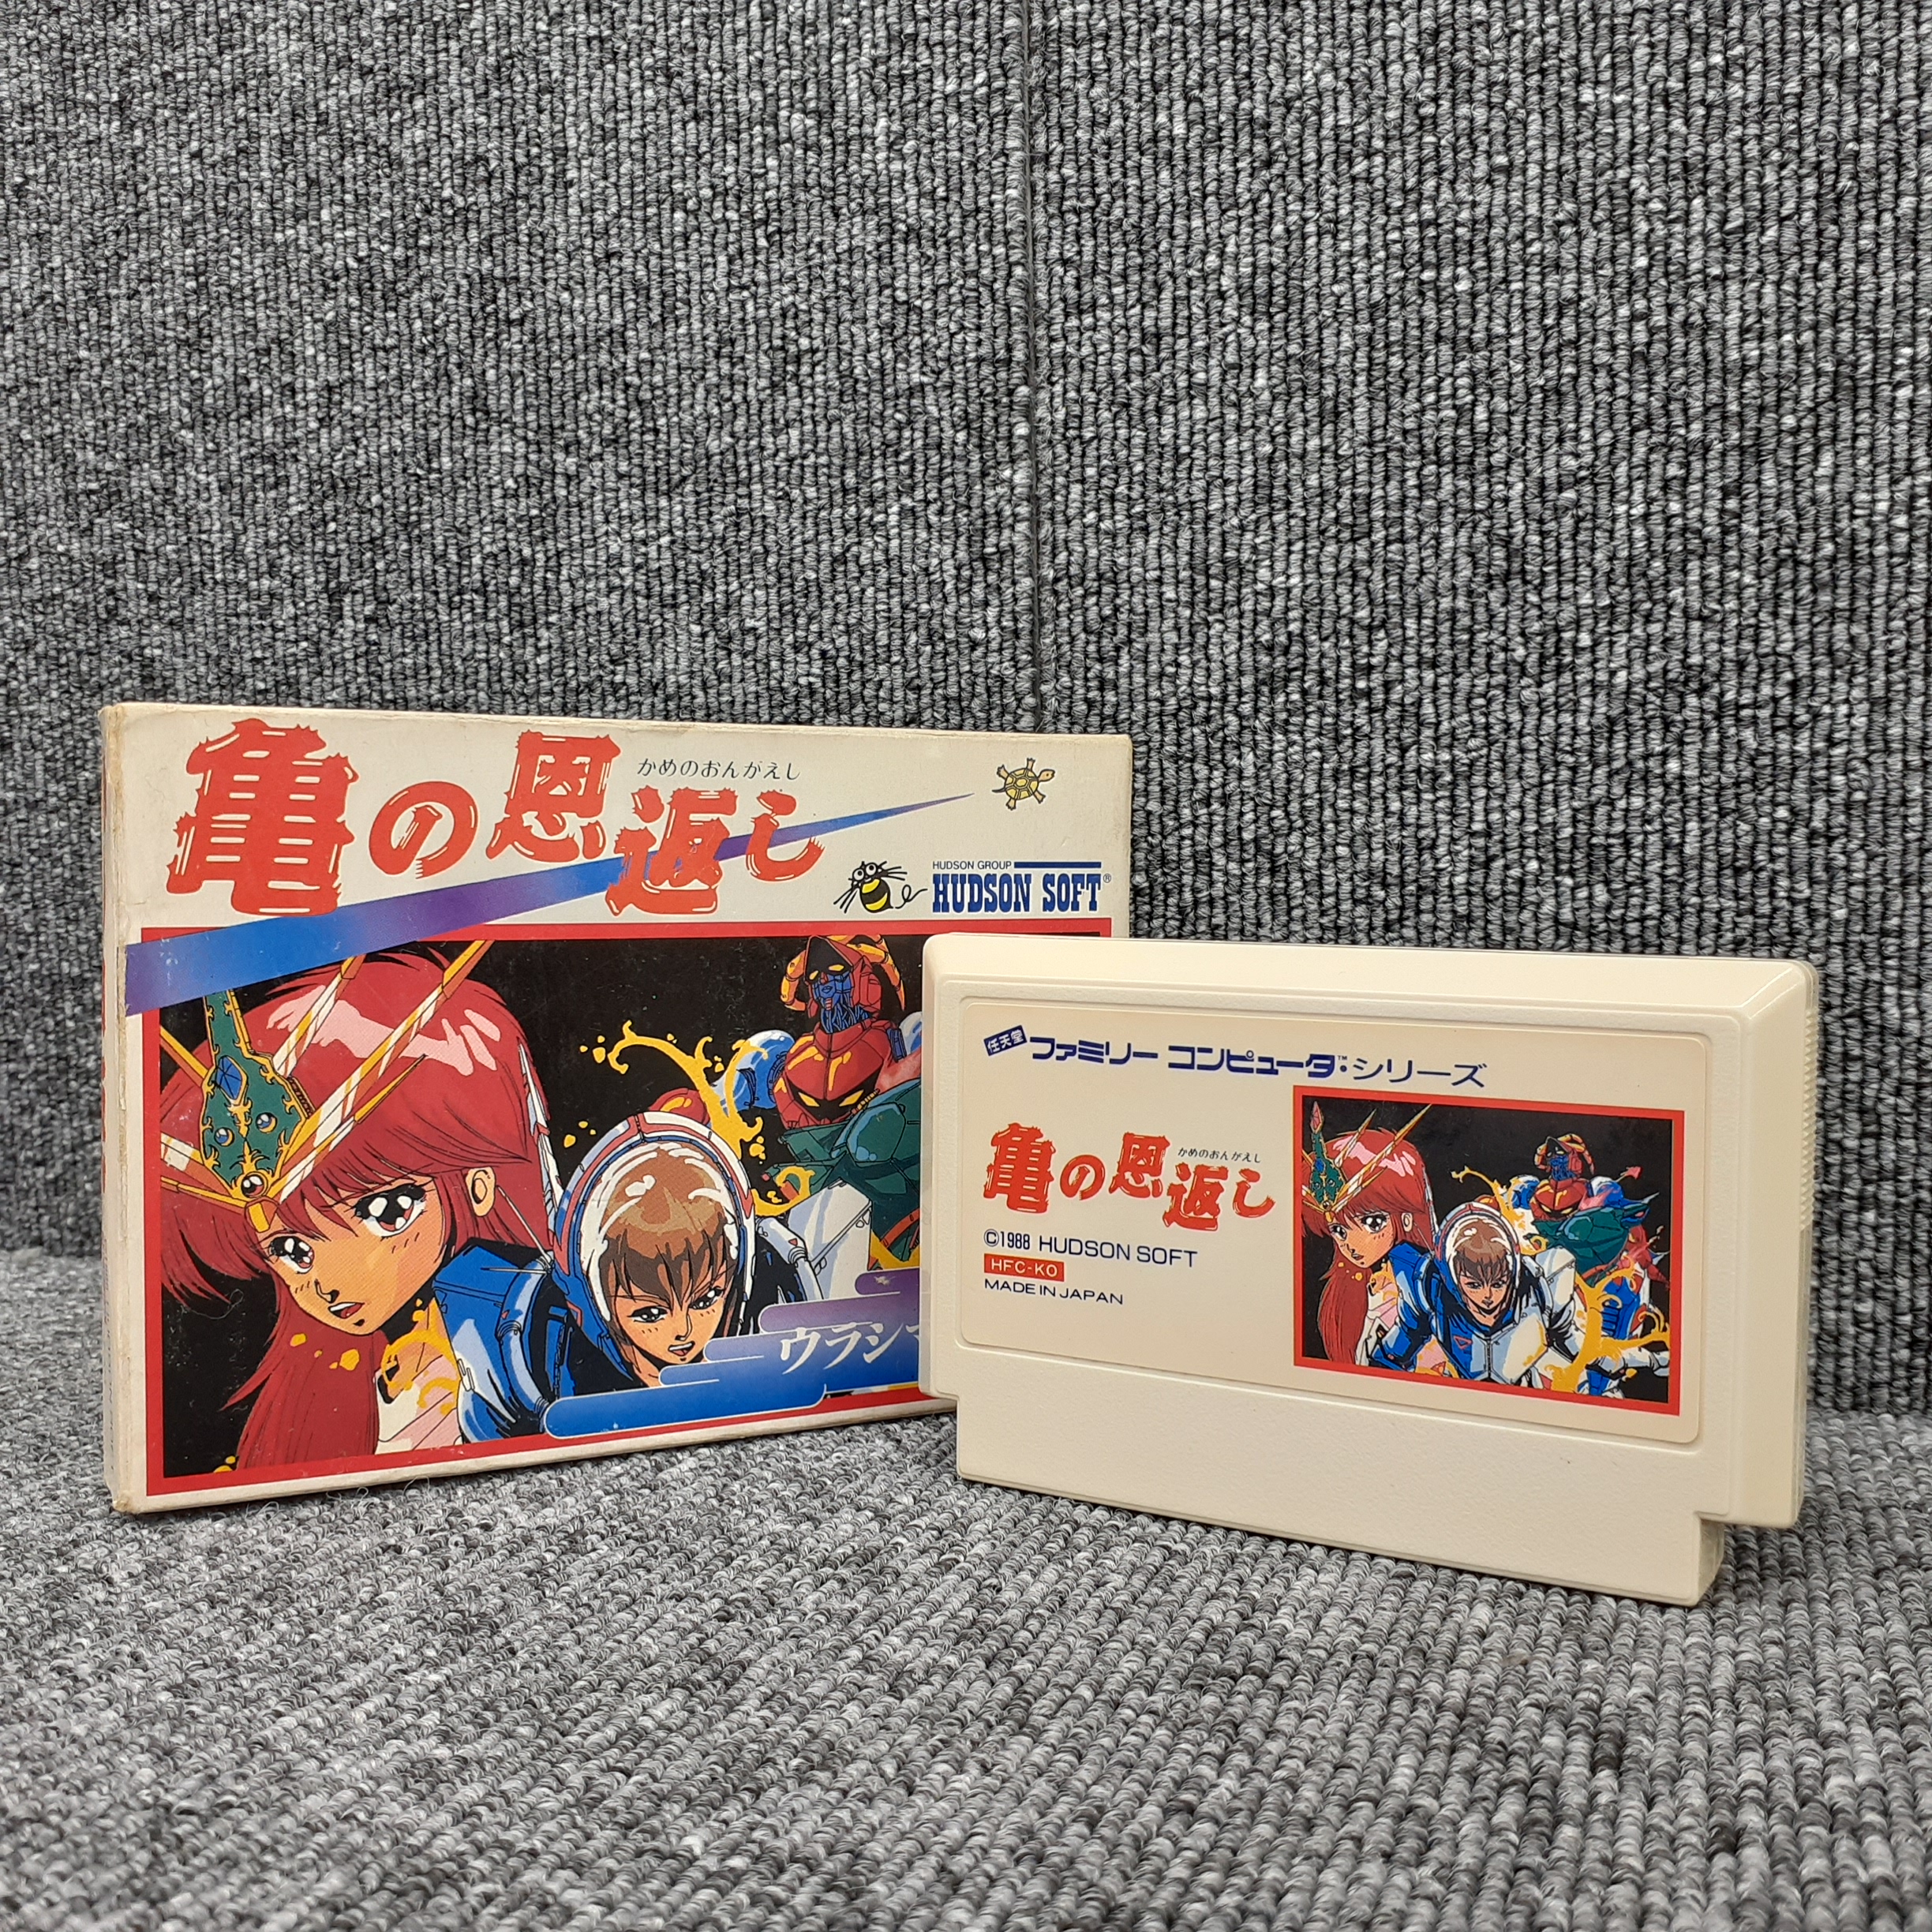 亀の恩返し
かめのおんがえし
HUDSON GROUP
HUDSON SOFT®
ウラシマ
任天堂 ファミリー コンピュータ™・シリーズ
亀の恩返し
かめのおんがえし
©1988 HUDSON SOFT
HFC-KO
MADE IN JAPAN